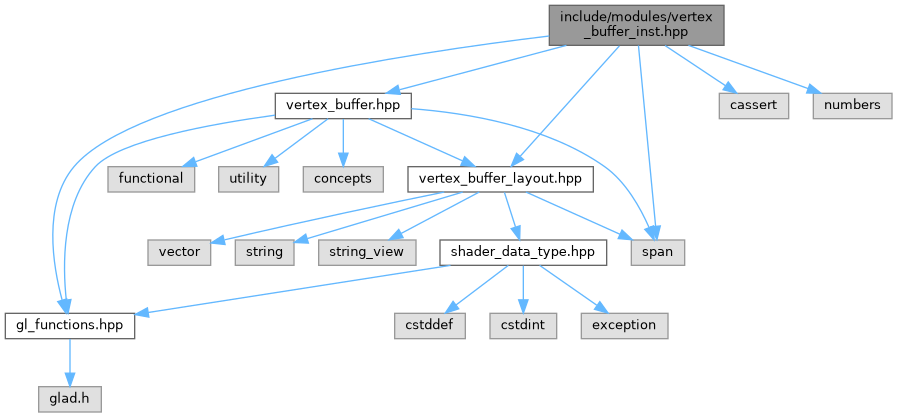 include/modules/vertex
_buffer_inst.hpp
vertex_buffer.hpp
cassert
numbers
functional
utility
concepts
vertex_buffer_layout.hpp
vector
string
string_view
shader_data_type.hpp
span
gl_functions.hpp
cstddef
cstdint
exception
glad.h